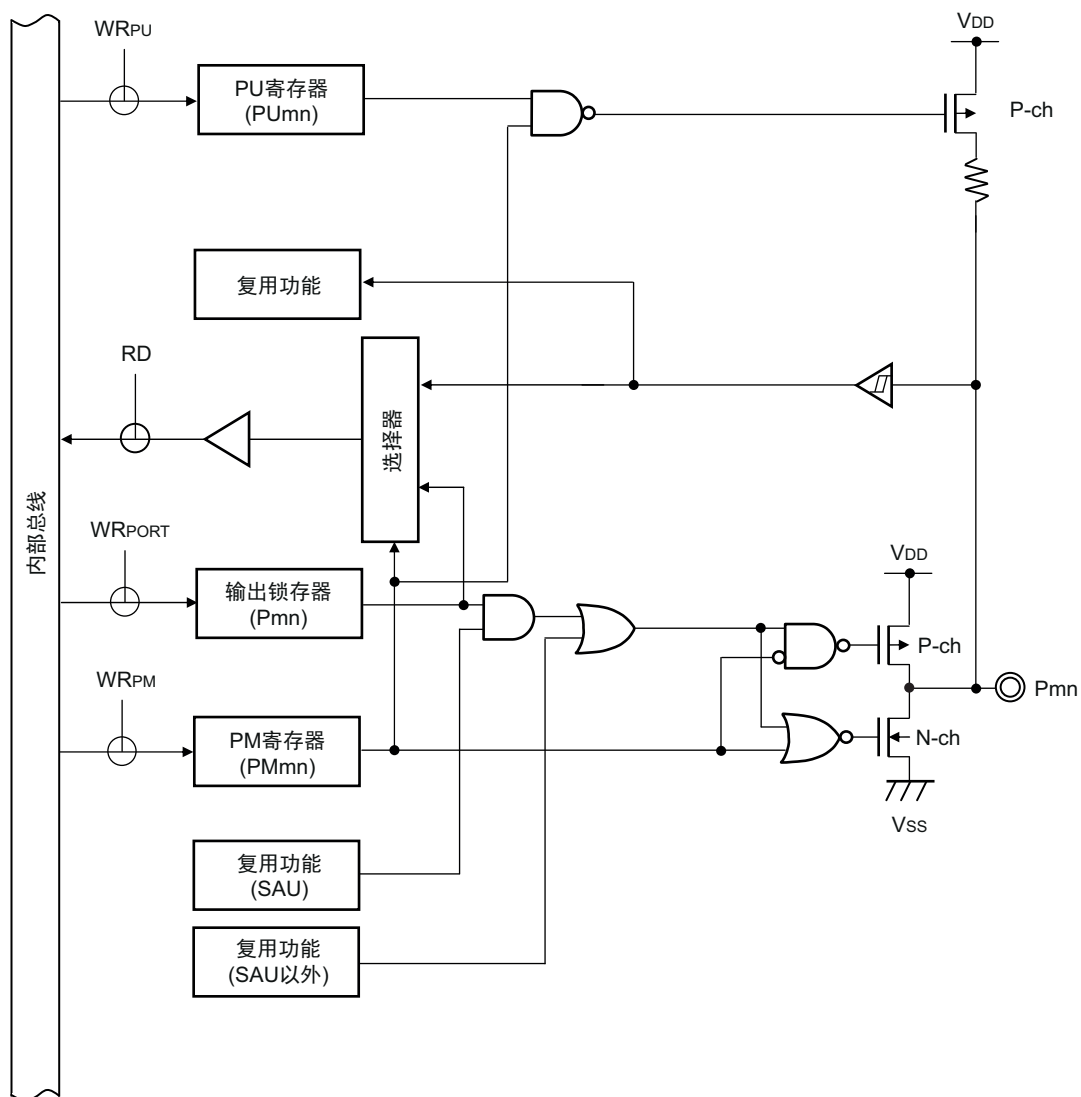 WRPU
PU寄存器
(PUmn)
VDD
P-ch
复用功能
RD
选择器
内部总线
WRPORT
输出锁存器
(Pmn)
VDD
P-ch
Pmn
WRPM
PM寄存器
(PMmn)
N-ch
VSS
复用功能
(SAU)
复用功能
(SAU以外)